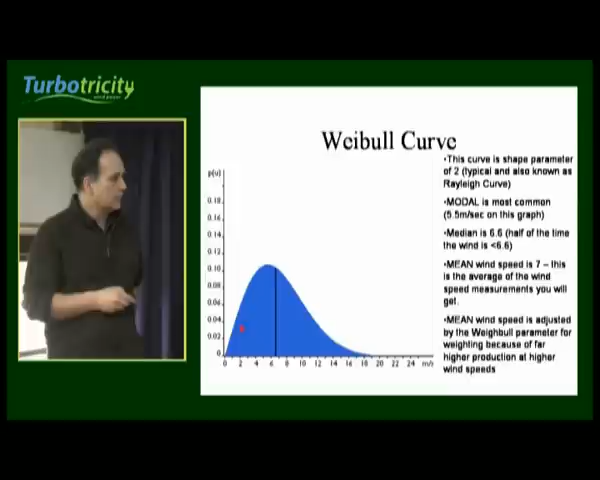 Turbotricity
wind power
Weibull Curve
p(u)
0.18
0.16
0.14
0.12
0.10
0.08
0.06
0.04
0.02
0
0 2 4 6 8 10 12 14 16 18 20 22 24 m/s
•This curve is shape parameter
of 2 (typical and also known as
Rayleigh Curve)
•MODAL is most common
(5.5m/sec on this graph)
•Median is 6.6 (half of the time
the wind is <6.6)
•MEAN wind speed is 7 – this
is the average of the wind
speed measurements you will
get.
•MEAN wind speed is adjusted
by the Weighbull parameter for
weighting because of far
higher production at higher
wind speeds